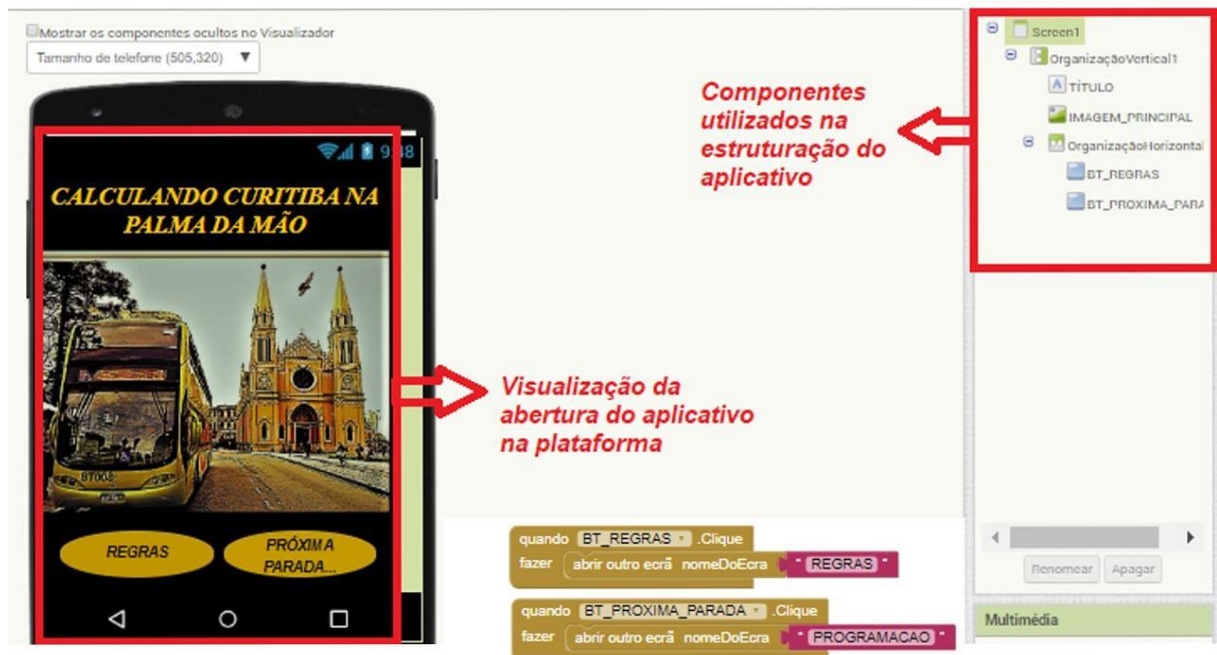 Mostrar os componentes ocultos no Visualizador
Tamanho de telefone (505,320)
9:48
CALCULANDO CURITIBA NA
PALMA DA MÃO
BT008
REGRAS
PRÓXIMA
PARADA...
Visualização da
abertura do aplicativo
na plataforma
Componentes
utilizados na
estruturação do
aplicativo
Screen1
OrganizaçãoVertical1
TÍTULO
IMAGEM_PRINCIPAL
OrganizaçãoHorizontal
BT_REGRAS
BT_PROXIMA_PARA
quando BT_REGRAS .Clique
fazer abrir outro ecrã nomeDoEcra " REGRAS "
quando BT_PROXIMA_PARADA .Clique
fazer abrir outro ecrã nomeDoEcra " PROGRAMACAO "
Renomear Apagar
Multimédia